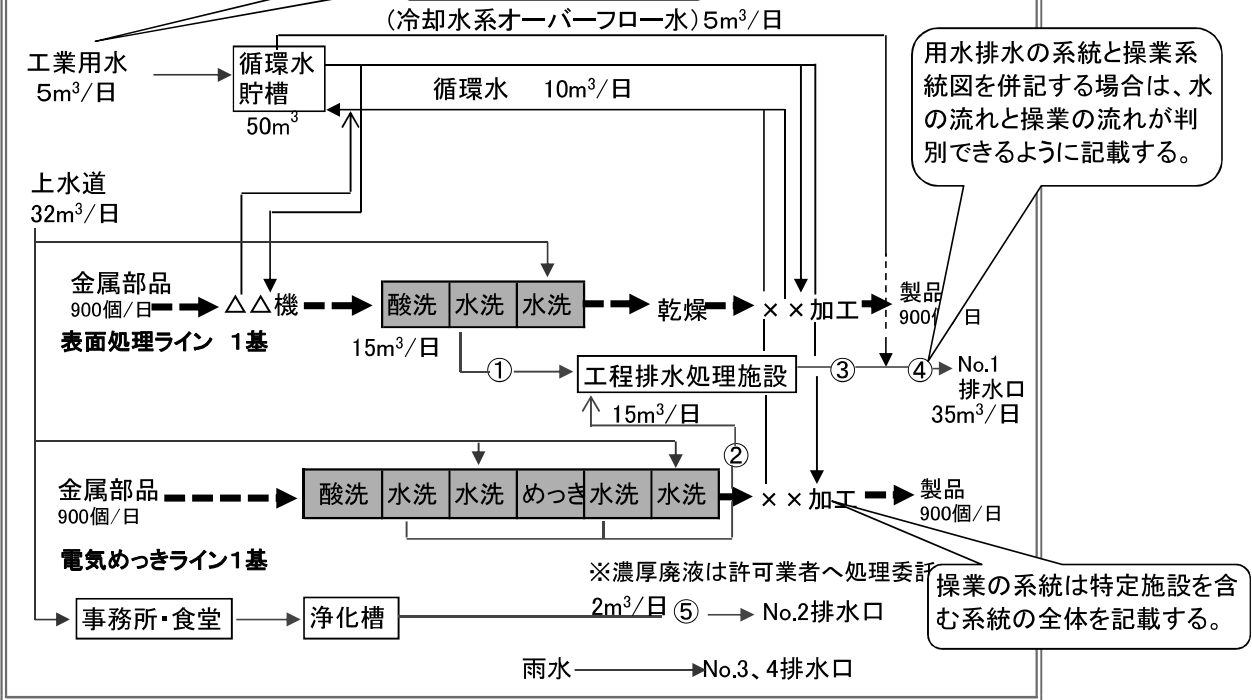 (冷却水系オーバーフロー水)5m³/日
工業用水
5m³/日
循環水
貯槽
50m³
循環水 10m³/日
用水排水の系統と操業系
統図を併記する場合は、水
の流れと操業の流れが判
別できるように記載する。
上水道
32m³/日
金属部品
900個/日
△△機
酸洗 水洗 水洗
乾燥
××加工
製品
900個/日
表面処理ライン 1基
15m³/日
①
工程排水処理施設
③
④
No.1
排水口
35m³/日
15m³/日
②
金属部品
900個/日
酸洗 水洗 水洗 めっき 水洗 水洗
××加工
製品
900個/日
電気めっきライン1基
※濃厚廃液は許可業者へ処理委託
操業の系統は特定施設を含
む系統の全体を記載する。
事務所・食堂
浄化槽
2m³/日 ⑤
No.2排水口
雨水
No.3、4排水口